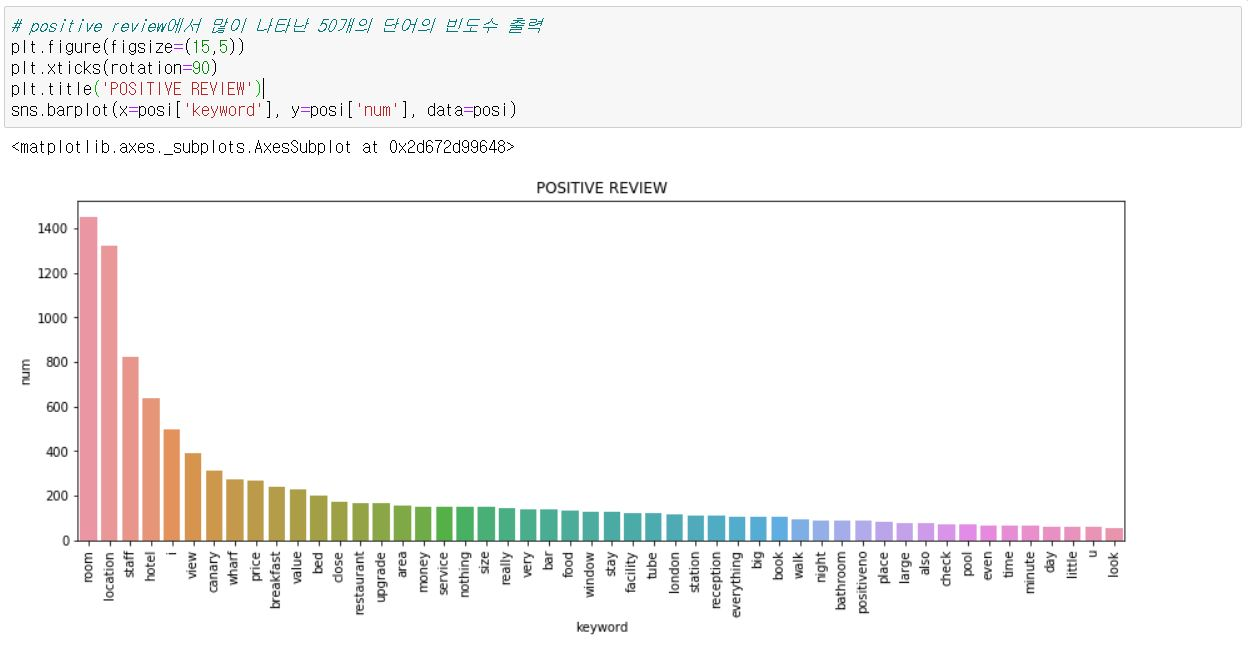 # positive review에서 많이 나타난 50개의 단어의 빈도수 출력
plt.figure(figsize=(15,5))
plt.xticks(rotation=90)
plt.title('POSITIVE REVIEW')
sns.barplot(x=posi['keyword'], y=posi['num'], data=posi)
<matplotlib.axes._subplots.AxesSubplot at 0x2d672d99648>
POSITIVE REVIEW
num
1400
1200
1000
800
600
400
200
0
room
location
staff
hotel
i
view
canary
wharf
price
breakfast
value
bed
close
restaurant
upgrade
area
money
service
nothing
size
really
very
bar
food
window
stay
facility
tube
london
station
reception
everything
big
book
walk
night
bathroom
positiveno
place
large
also
check
pool
even
time
minute
day
little
u
look
keyword